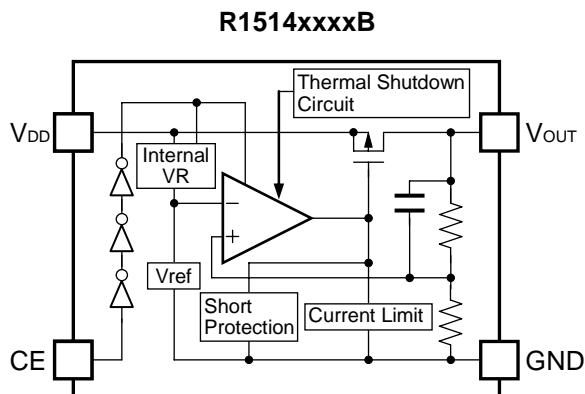 R1514xxxxB
Thermal Shutdown
Circuit
VDD
VOUT
Internal
VR
−
+
Vref
Short
Protection
Current Limit
CE
GND